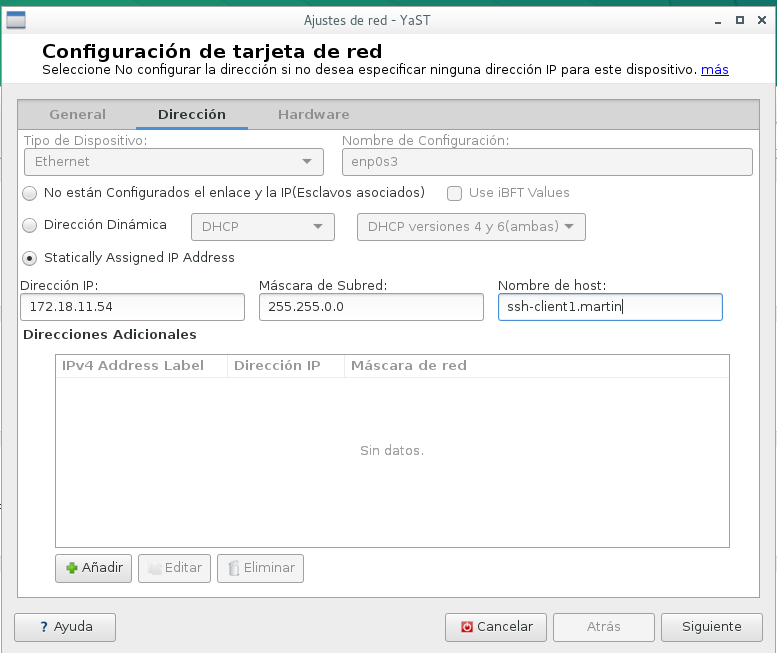 Ajustes de red - YaST
Configuración de tarjeta de red
Seleccione No configurar la dirección si no desea especificar ninguna dirección IP para este dispositivo. más
General Dirección Hardware
Tipo de Dispositivo: Nombre de Configuración:
Ethernet enp0s3
No están Configurados el enlace y la IP(Esclavos asociados) Use iBFT Values
Dirección Dinámica DHCP DHCP versiones 4 y 6(ambas)
Statically Assigned IP Address
Dirección IP: Máscara de Subred: Nombre de host:
172.18.11.54 255.255.0.0 ssh-client1.martin
Direcciones Adicionales
IPv4 Address Label Dirección IP Máscara de red
Sin datos.
Añadir Editar Eliminar
? Ayuda Cancelar Atrás Siguiente